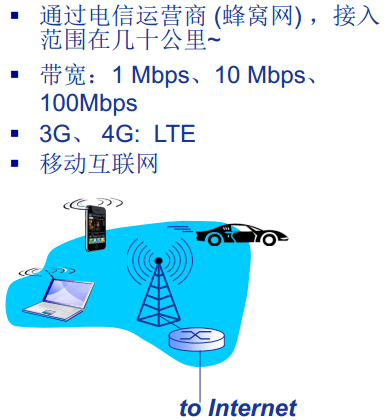 ▪ 通过电信运营商 (蜂窝网) ，接入
范围在几十公里~
▪ 带宽：1 Mbps、10 Mbps、
100Mbps
▪ 3G、 4G: LTE
▪ 移动互联网
to Internet